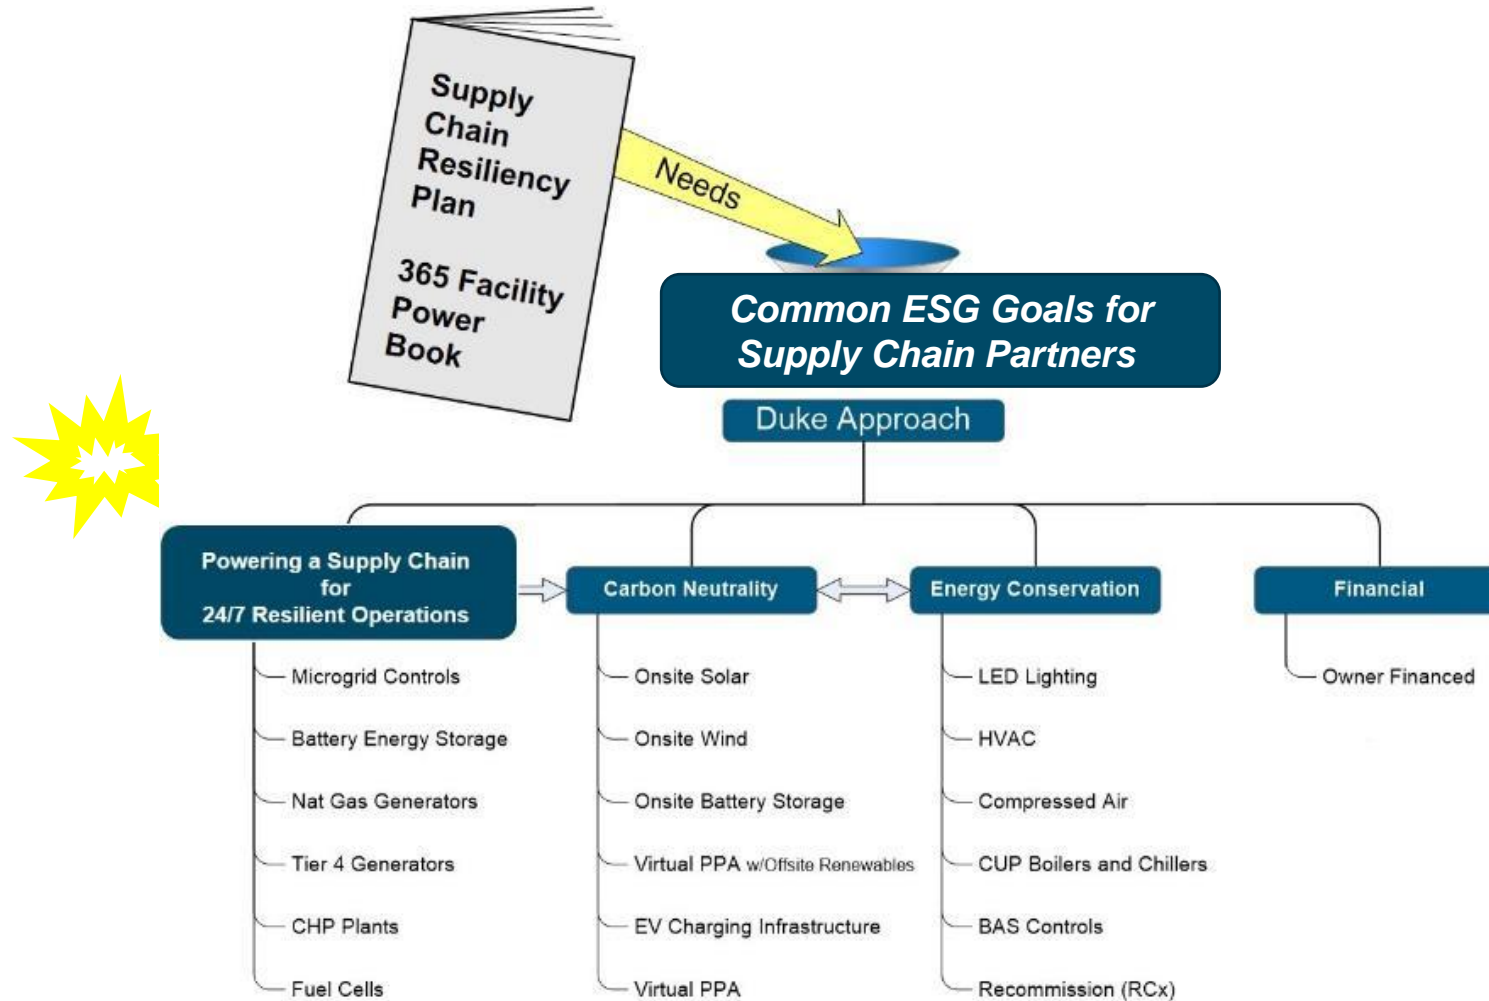 Supply
Chain
Resiliency
Plan
365 Facility
Power
Book
Needs
Common ESG Goals for
Supply Chain Partners
Duke Approach
Powering a Supply Chain
for
24/7 Resilient Operations
Microgrid Controls
Battery Energy Storage
Nat Gas Generators
Tier 4 Generators
CHP Plants
Fuel Cells
Carbon Neutrality
Onsite Solar
Onsite Wind
Onsite Battery Storage
Virtual PPA w/Offsite Renewables
EV Charging Infrastructure
Virtual PPA
Energy Conservation
LED Lighting
HVAC
Compressed Air
CUP Boilers and Chillers
BAS Controls
Recommission (RCx)
Financial
Owner Financed